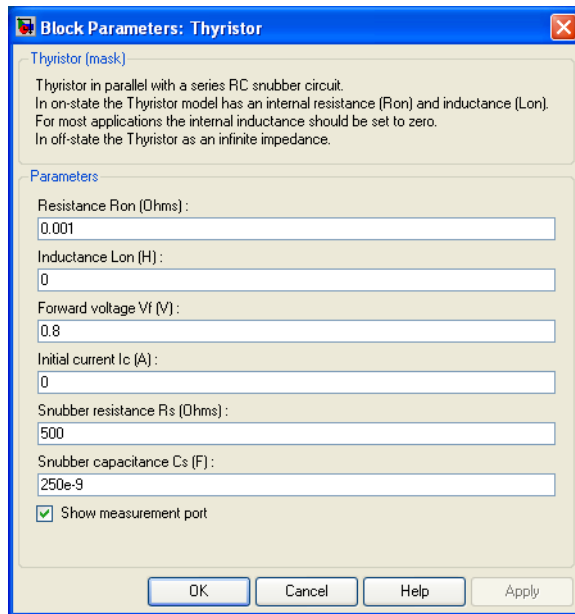 Block Parameters: Thyristor
Thyristor (mask)
Thyristor in parallel with a series RC snubber circuit.
In on-state the Thyristor model has an internal resistance (Ron) and inductance (Lon).
For most applications the internal inductance should be set to zero.
In off-state the Thyristor as an infinite impedance.
Parameters
Resistance Ron (Ohms) :
0.001
Inductance Lon (H) :
0
Forward voltage Vf (V) :
0.8
Initial current Ic (A) :
0
Snubber resistance Rs (Ohms) :
500
Snubber capacitance Cs (F) :
250e-9
Show measurement port
OK Cancel Help Apply